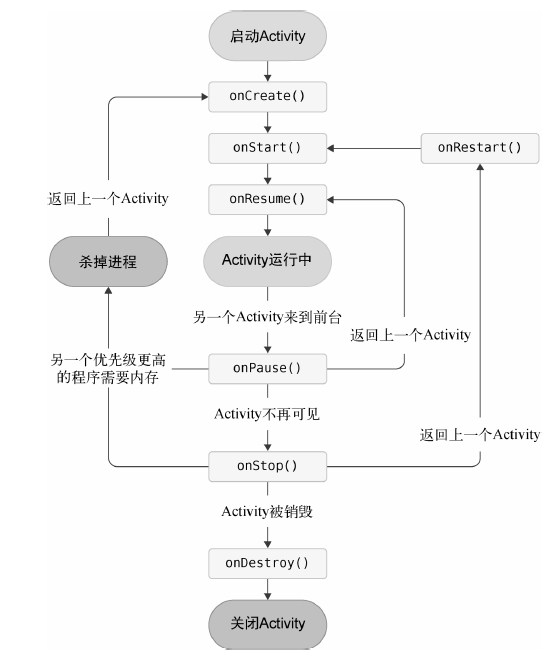 启动Activity
onCreate()
onStart()
onRestart()
onResume()
返回上一个Activity
杀掉进程
Activity运行中
另一个Activity来到前台
返回上一个Activity
另一个优先级更高
的程序需要内存
onPause()
Activity不再可见
返回上一个Activity
onStop()
Activity被销毁
onDestroy()
关闭Activity